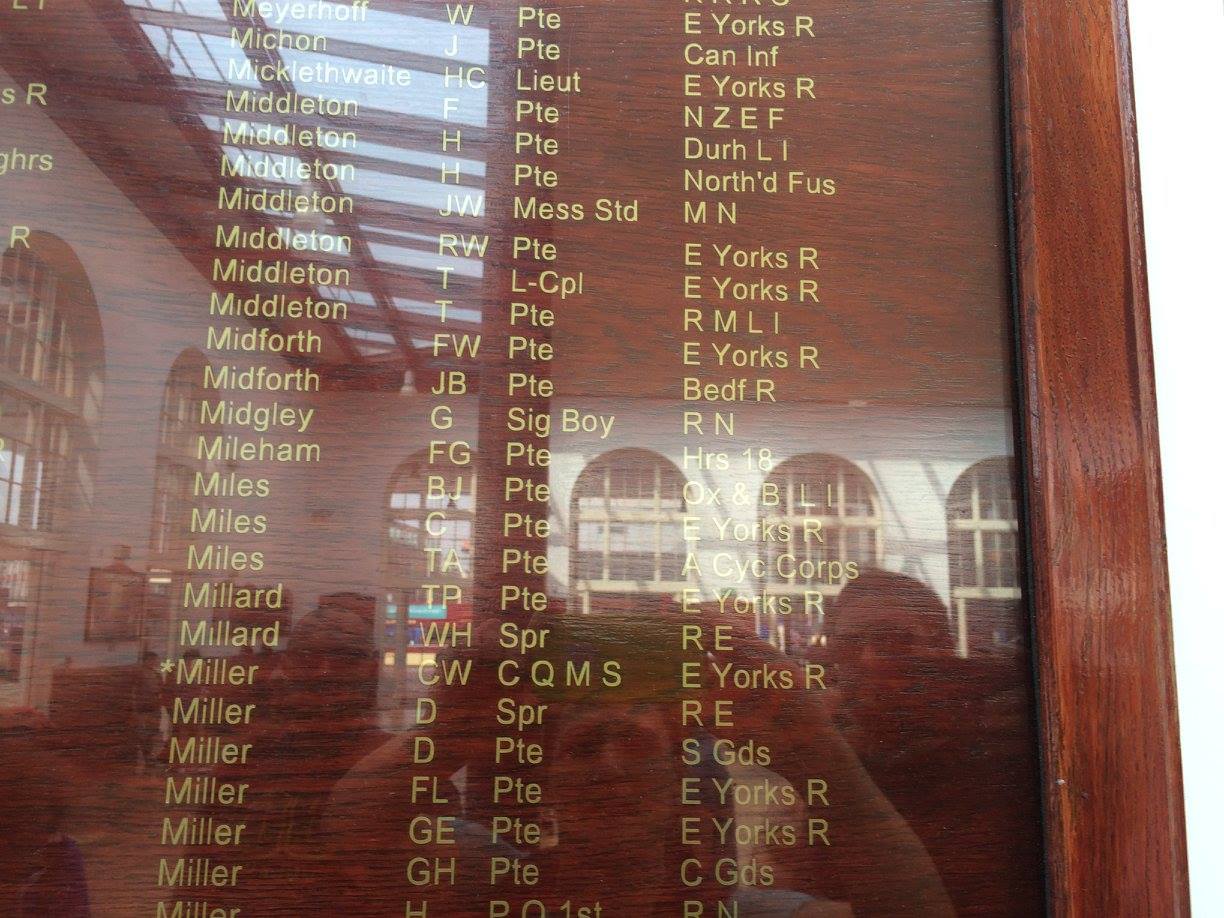 Meyerhoff W Pte E Yorks R
Michon J Pte Can Inf
Micklethwaite HC Lieut E Yorks R
s R
Middleton F Pte N Z E F
Middleton H Pte Durh L I
ghrs
Middleton H Pte North'd Fus
Middleton JW Mess Std M N
R
Middleton RW Pte E Yorks R
Middleton T L-Cpl E Yorks R
Middleton T Pte R M L I
Midforth FW Pte E Yorks R
Midforth JB Pte Bedf R
Midgley G Sig Boy R N
Mileham FG Pte Hrs 18
Miles BJ Pte Ox & B L I
Miles C Pte E Yorks R
Miles TA Pte A Cyc Corps
Millard TP Pte E Yorks R
Millard WH Spr R E
*Miller CW C Q M S E Yorks R
Miller D Spr R E
Miller D Pte S Gds
Miller FL Pte E Yorks R
Miller GE Pte E Yorks R
Miller GH Pte C Gds
Miller H P O 1st R N